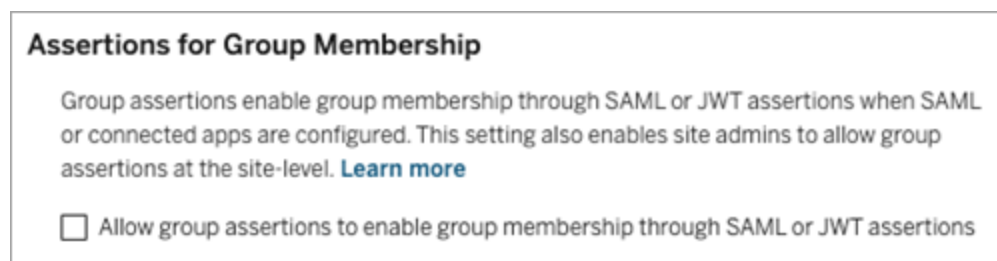 Assertions for Group Membership
Group assertions enable group membership through SAML or JWT assertions when SAML
or connected apps are configured. This setting also enables site admins to allow group
assertions at the site-level. Learn more
Allow group assertions to enable group membership through SAML or JWT assertions